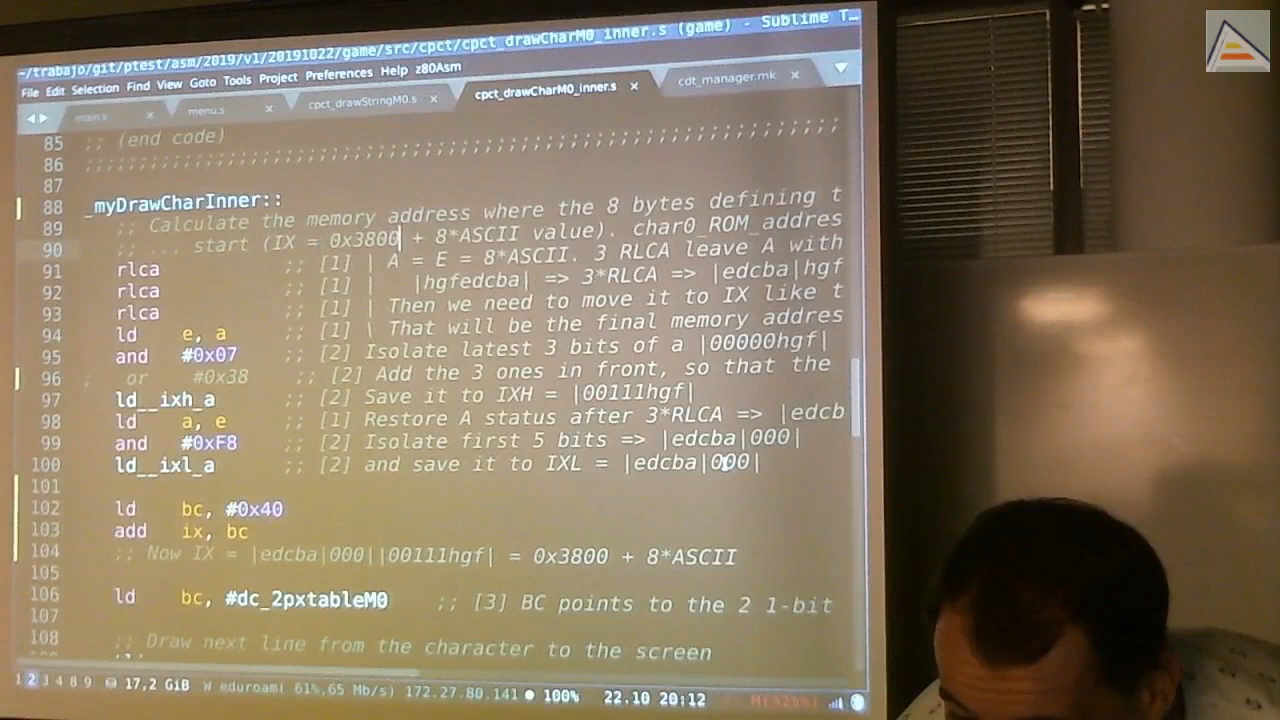 ~/trabajo/git/ptest/asm/2019/v1/20191022/game/src/cpct/cpct_drawCharM0_inner.s (game) - Sublime T…
File Edit Selection Find View Goto Tools Project Preferences Help z80Asm
main.s menu.s cpct_drawStringM0.s cpct_drawCharM0_inner.s cdt_manager.mk
85 ;; (end code)
86 ;;;;;;;;;;;;;;;;;;;;;;;;;;;;;;;;;;;;;;;;;;;;;;;;;;;;;;;;;;;;;;;;;;
87
88 _myDrawCharInner::
89 ;; Calculate the memory address where the 8 bytes defining t
90 ;; ... start (IX = 0x3800 + 8*ASCII value). char0_ROM_addres
91 rlca ;; [1] | A = E = 8*ASCII. 3 RLCA leave A with
92 rlca ;; [1] | |hgfedcba| => 3*RLCA => |edcba|hgf
93 rlca ;; [1] | Then we need to move it to IX like t
94 ld e, a ;; [1] \ That will be the final memory addres
95 and #0x07 ;; [2] Isolate latest 3 bits of a |00000hgf|
96 ; or #0x38 ;; [2] Add the 3 ones in front, so that the
97 ld__ixh_a ;; [2] Save it to IXH = |00111hgf|
98 ld a, e ;; [1] Restore A status after 3*RLCA => |edcb
99 and #0xF8 ;; [2] Isolate first 5 bits => |edcba|000|
100 ld__ixl_a ;; [2] and save it to IXL = |edcba|000|
101
102 ld bc, #0x40
103 add ix, bc
104 ;; Now IX = |edcba|000||00111hgf| = 0x3800 + 8*ASCII
105
106 ld bc, #dc_2pxtableM0 ;; [3] BC points to the 2 1-bit
107
108 ;; Draw next line from the character to the screen
1 2 3 4 8 9 17,2 GiB W eduroam( 61%,65 Mb/s) 172.27.80.141 100% 22.10 20:12